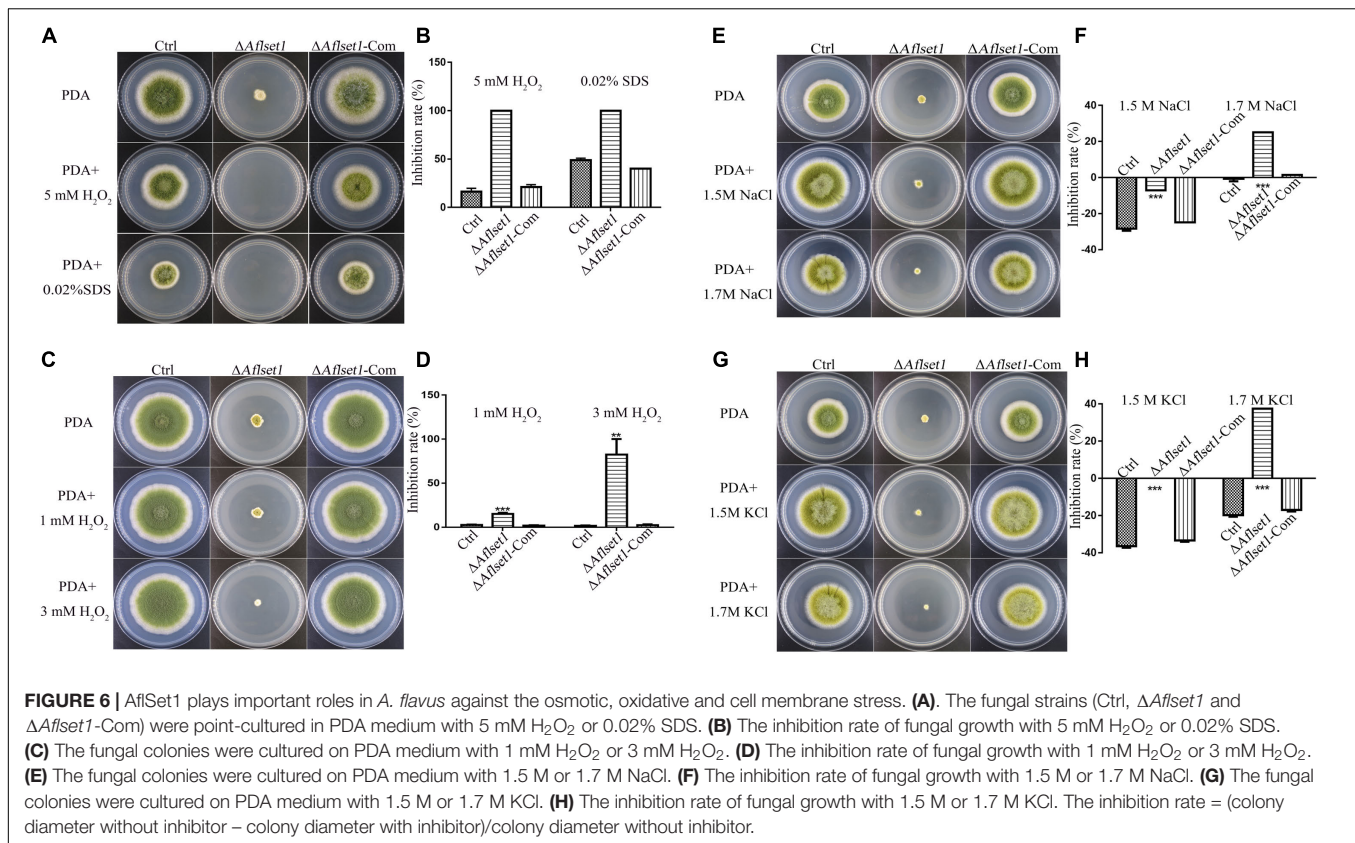 A
Ctrl
ΔAflset1
ΔAflset1-Com
PDA
PDA+
5 mM H₂O₂
PDA+
0.02%SDS
B
150
100
50
0
Inhibition rate (%)
5 mM H₂O₂
0.02% SDS
Ctrl
ΔAflset1
ΔAflset1-Com
Ctrl
ΔAflset1
ΔAflset1-Com
C
Ctrl
ΔAflset1
ΔAflset1-Com
PDA
PDA+
1 mM H₂O₂
PDA+
3 mM H₂O₂
D
150
100
50
0
Inhibition rate (%)
1 mM H₂O₂
3 mM H₂O₂
***
**
Ctrl
ΔAflset1
ΔAflset1-Com
Ctrl
ΔAflset1
ΔAflset1-Com
E
Ctrl
ΔAflset1
ΔAflset1-Com
PDA
PDA+
1.5M NaCl
PDA+
1.7M NaCl
F
40
20
0
-20
-40
Inhibition rate (%)
1.5 M NaCl
1.7 M NaCl
Ctrl
ΔAflset1
ΔAflset1-Com
***
Ctrl
ΔAflset1
ΔAflset1-Com
***
G
Ctrl
ΔAflset1
ΔAflset1-Com
PDA
PDA+
1.5M KCl
PDA+
1.7M KCl
H
40
20
0
-20
-40
Inhibition rate (%)
1.5 M KCl
1.7 M KCl
Ctrl
ΔAflset1
ΔAflset1-Com
***
Ctrl
ΔAflset1
ΔAflset1-Com
***
FIGURE 6 | AflSet1 plays important roles in A. flavus against the osmotic, oxidative and cell membrane stress. (A). The fungal strains (Ctrl, ΔAflset1 and
ΔAflset1-Com) were point-cultured in PDA medium with 5 mM H₂O₂ or 0.02% SDS. (B) The inhibition rate of fungal growth with 5 mM H₂O₂ or 0.02% SDS.
(C) The fungal colonies were cultured on PDA medium with 1 mM H₂O₂ or 3 mM H₂O₂. (D) The inhibition rate of fungal growth with 1 mM H₂O₂ or 3 mM H₂O₂.
(E) The fungal colonies were cultured on PDA medium with 1.5 M or 1.7 M NaCl. (F) The inhibition rate of fungal growth with 1.5 M or 1.7 M NaCl. (G) The fungal
colonies were cultured on PDA medium with 1.5 M or 1.7 M KCl. (H) The inhibition rate of fungal growth with 1.5 M or 1.7 M KCl. The inhibition rate = (colony
diameter without inhibitor – colony diameter with inhibitor)/colony diameter without inhibitor.